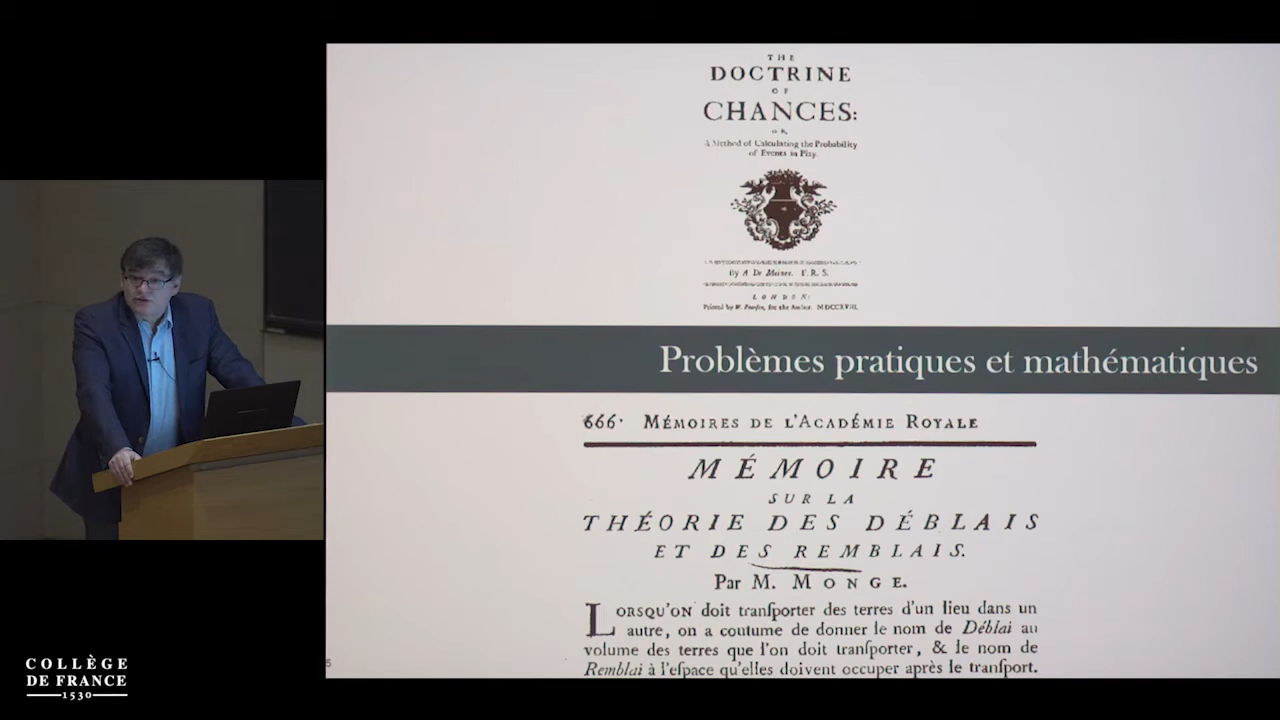 THE
DOCTRINE
OF
CHANCES:
OR,
A Method of Calculating the Probability
of Events in Play.
By A De Moivre. F. R. S.
LONDON:
Printed by W. Pearson, for the Author. MDCCXVIII.
Problèmes pratiques et mathématiques
666. MÉMOIRES DE L'ACADÉMIE ROYALE
MÉMOIRE
SUR LA
THÉORIE DES DÉBLAIS
ET DES REMBLAIS.
Par M. MONGE.
LORSQU'ON doit tranſporter des terres d'un lieu dans un
autre, on a coutume de donner le nom de Déblai au
volume des terres que l'on doit tranſporter, & le nom de
Remblai à l'eſpace qu'elles doivent occuper après le tranſport.
5
COLLÈGE
DE FRANCE
1530